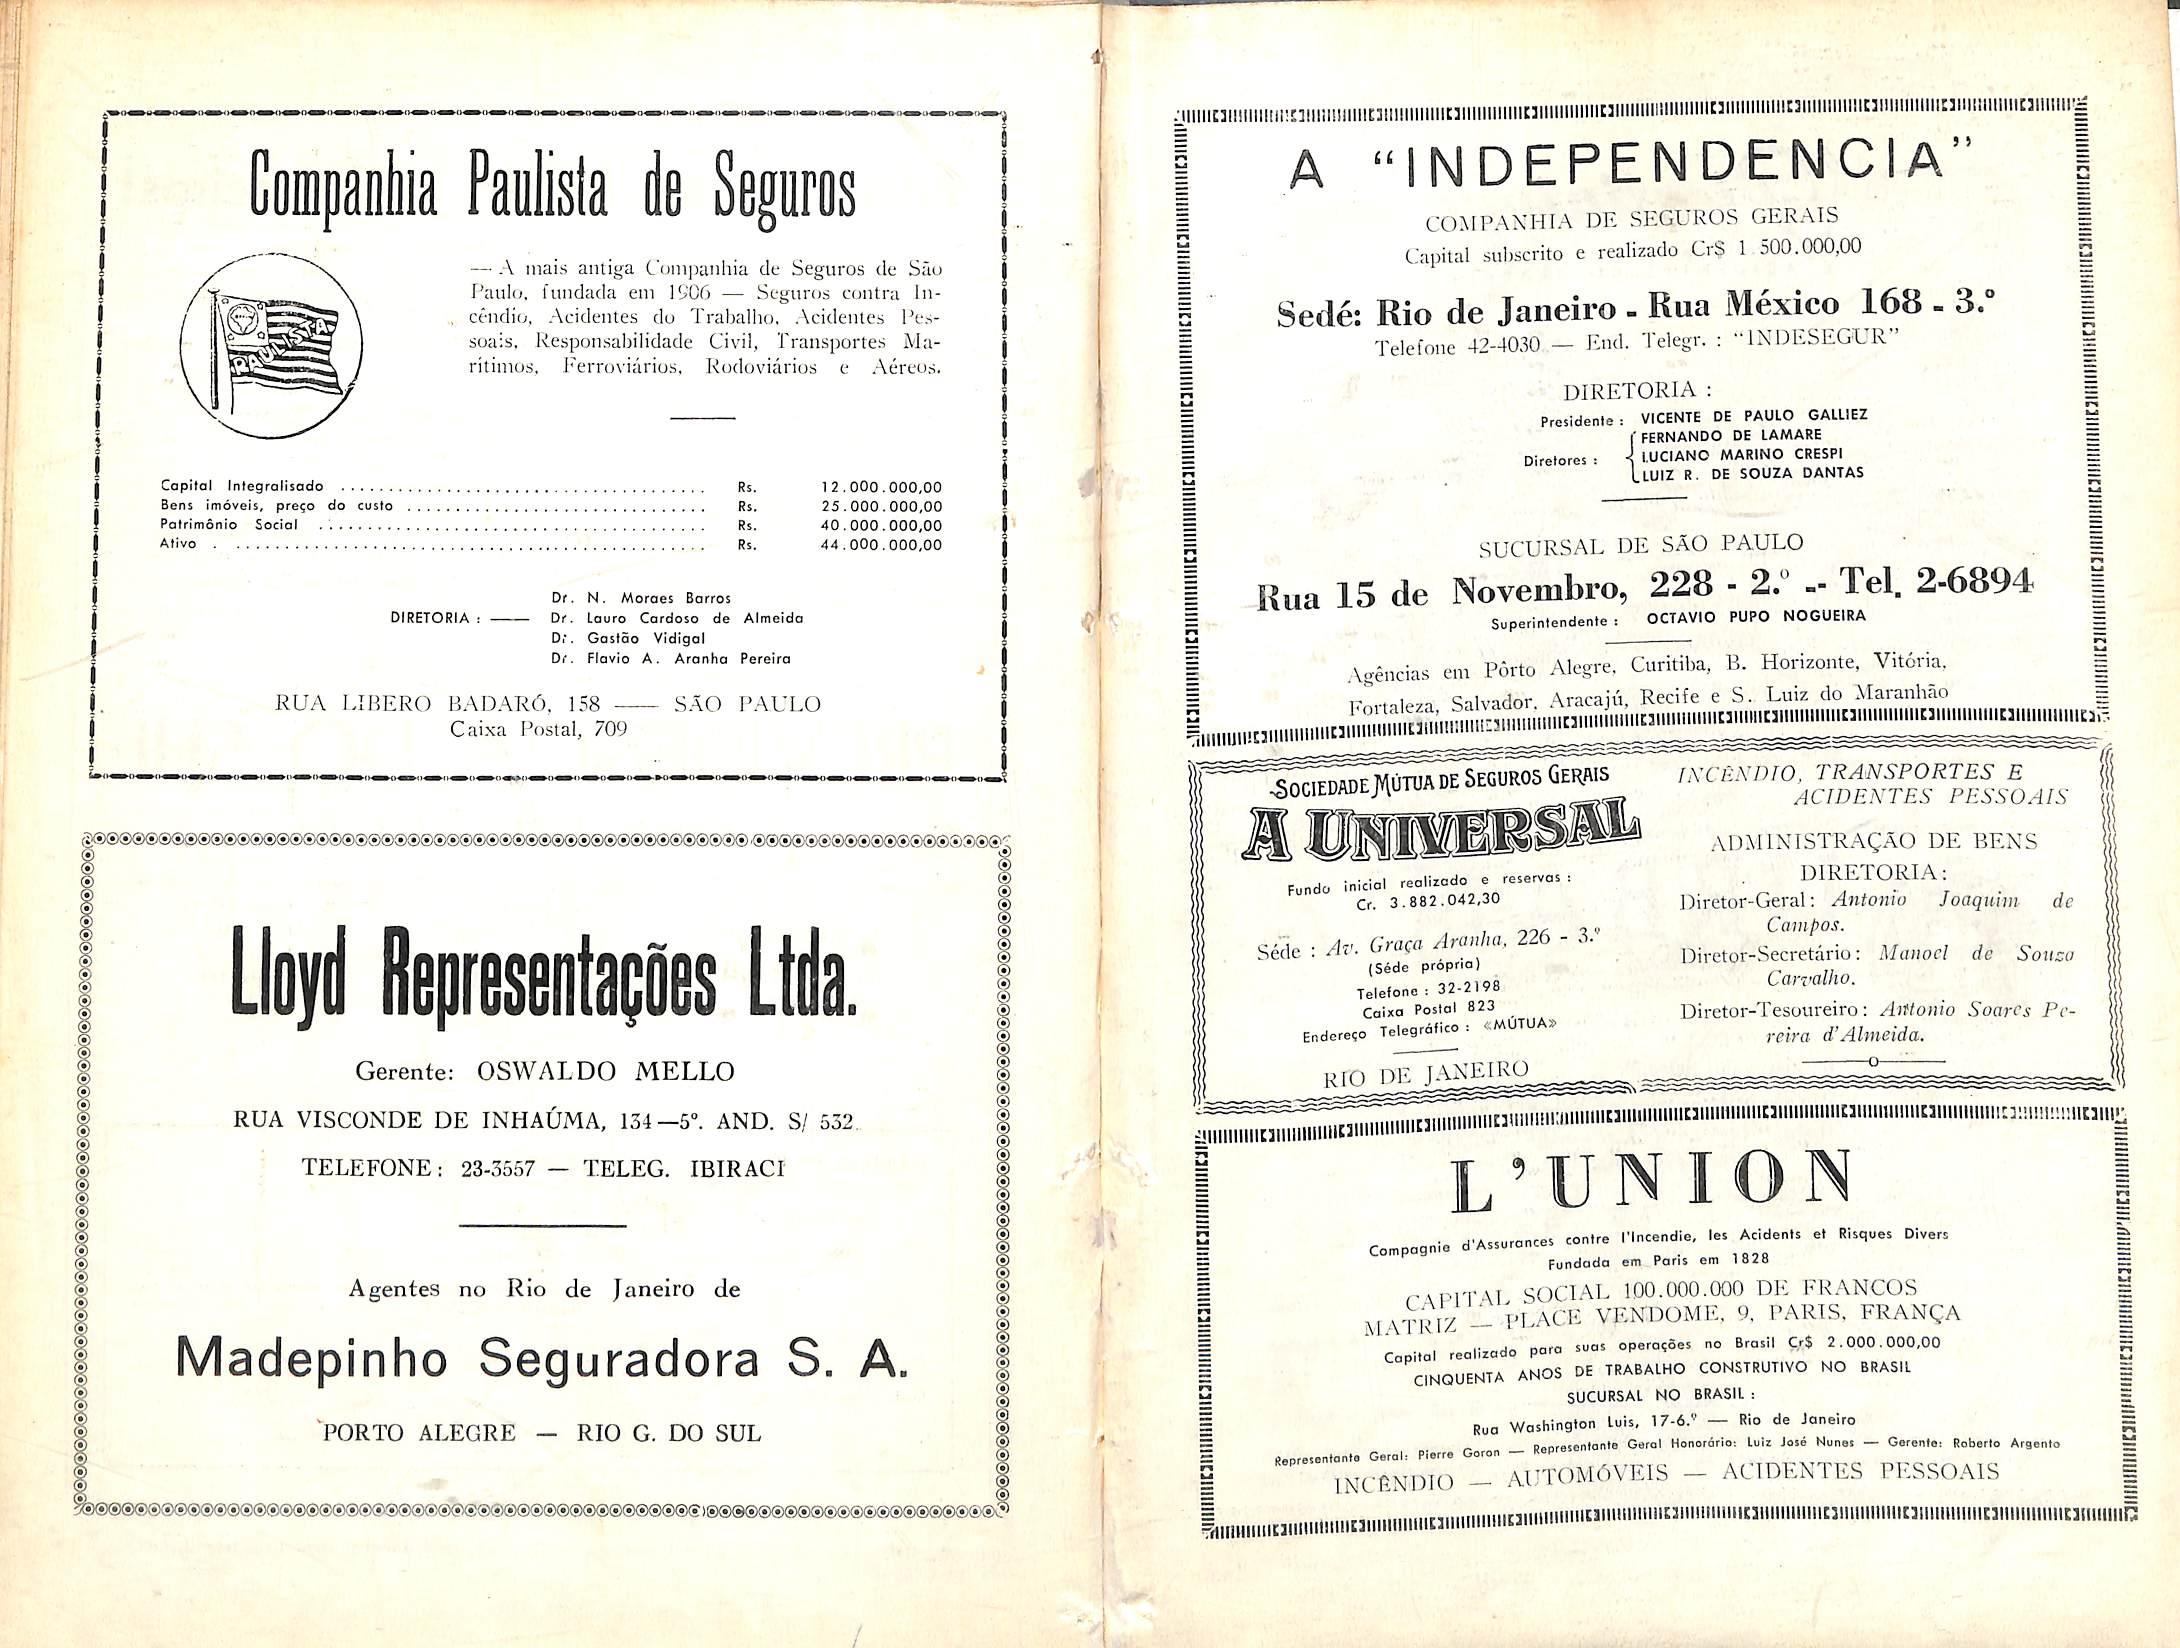 Companhia Paulista de Seguros
PAULISTA
— A mais antiga Companhia de Seguros de São
Paulo, fundada em 1906 — Seguros contra In-
cêndio, Acidentes do Trabalho, Acidentes Pes-
soais, Responsabilidade Civil, Transportes Ma-
rítimos, Ferroviários, Rodoviários e Aéreos.
Capital Integralisado ..................................... Rs. 12.000.000,00
Bens imóveis, preço do custo ............................... Rs. 25.000.000,00
Patrimônio Social ....................................... Rs. 40.000.000,00
Ativo . ................................................ Rs. 44.000.000,00
Dr. N. Moraes Barros
DIRETORIA : —— Dr. Lauro Cardoso de Almeida
Dr. Gastão Vidigal
Dr. Flavio A. Aranha Pereira
RUA LIBERO BADARÓ, 158 —— SÃO PAULO
Caixa Postal, 709
Lloyd Representações Ltda.
Gerente: OSWALDO MELLO
RUA VISCONDE DE INHAÚMA, 134—5º. AND. S/ 532.
TELEFONE: 23-3557 — TELEG. IBIRACI
Agentes no Rio de Janeiro de
Madepinho Seguradora S. A.
PORTO ALEGRE — RIO G. DO SUL
A "INDEPENDENCIA"
COMPANHIA DE SEGUROS GERAIS
Capital subscrito e realizado Cr$ 1.500.000,00
Sedé: Rio de Janeiro - Rua México 168 - 3.º
Telefone 42-4030 — End. Telegr. : "INDESEGUR"
DIRETORIA :
Presidente : VICENTE DE PAULO GALLIEZ
FERNANDO DE LAMARE
Diretores : LUCIANO MARINO CRESPI
LUIZ R. DE SOUZA DANTAS
SUCURSAL DE SÃO PAULO
Rua 15 de Novembro, 228 - 2.º -- Tel. 2-6894
Superintendente : OCTAVIO PUPO NOGUEIRA
Agências em Pôrto Alegre, Curitiba, B. Horizonte, Vitória,
Fortaleza, Salvador, Aracajú, Recife e S. Luiz do Maranhão
SOCIEDADE MÚTUA DE SEGUROS GERAIS
A UNIVERSAL
Fundo inicial realizado e reservas :
Cr. 3.882.042,30
Séde : Av. Graça Aranha, 226 - 3.º
(Séde própria)
Telefone : 32-2198
Caixa Postal 823
Endereço Telegráfico : «MÚTUA»
RIO DE JANEIRO
INCÊNDIO, TRANSPORTES E
ACIDENTES PESSOAIS
ADMINISTRAÇÃO DE BENS
DIRETORIA:
Diretor-Geral: Antonio Joaquim de
Campos.
Diretor-Secretário: Manoel de Souza
Carvalho.
Diretor-Tesoureiro: Antonio Soares Pe-
reira d'Almeida.
L'UNION
Compagnie d'Assurances contre l'Incendie, les Acidents et Risques Divers
Fundada em Paris em 1828
CAPITAL SOCIAL 100.000.000 DE FRANCOS
MATRIZ — PLACE VENDOME, 9, PARIS, FRANÇA
Capital realizado para suas operações no Brasil Cr$ 2.000.000,00
CINQUENTA ANOS DE TRABALHO CONSTRUTIVO NO BRASIL
SUCURSAL NO BRASIL :
Rua Washington Luis, 17-6.º — Rio de Janeiro
Representante Geral: Pierre Goron — Representante Geral Honorário: Luiz José Nunes — Gerente: Roberto Argento
INCÊNDIO — AUTOMÓVEIS — ACIDENTES PESSOAIS